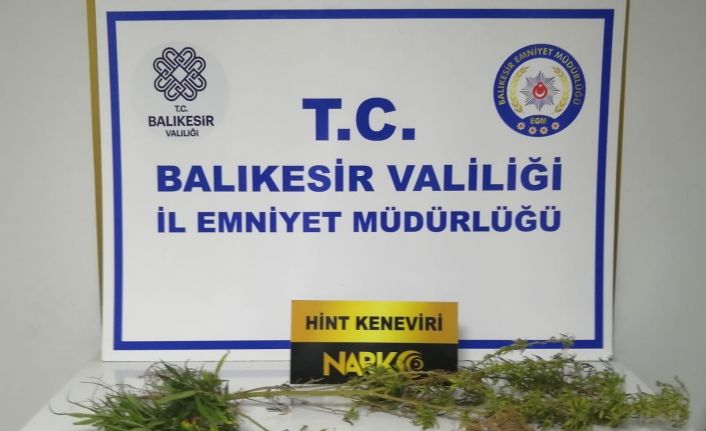 T.C.
BALIKESİR
VALİLİĞİ
BALIKESİR EMNİYET MÜDÜRLÜĞÜ
EGM
T.C.
BALIKESİR VALİLİĞİ
İL EMNİYET MÜDÜRLÜĞÜ
HİNT KENEVİRİ
NARKO